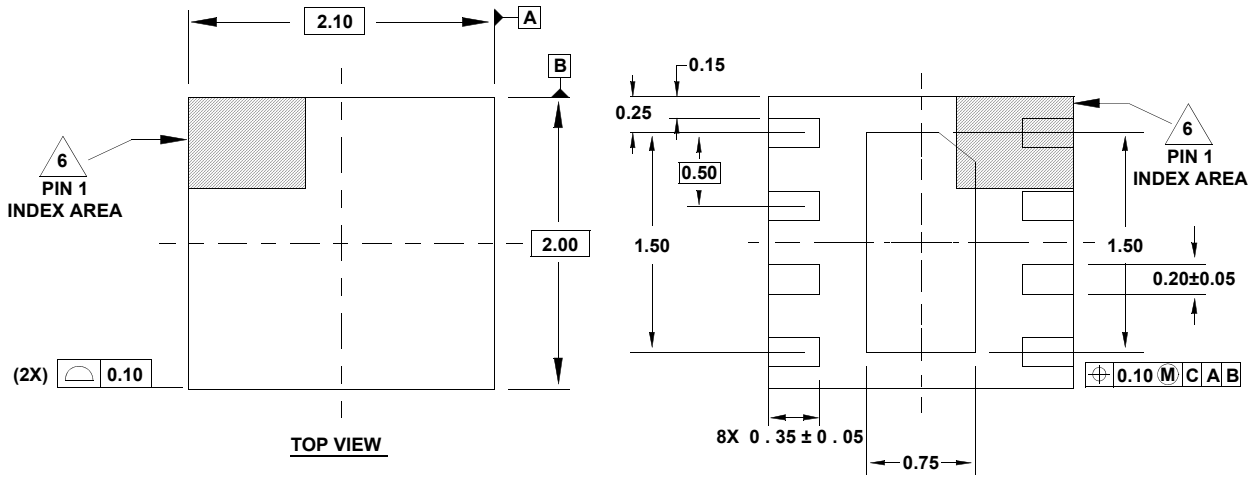 2.10
A
B
6
PIN 1
INDEX AREA
2.00
(2X) 0.10
TOP VIEW
0.15
0.25
0.50
1.50
6
PIN 1
INDEX AREA
1.50
0.20±0.05
0.10 Ⓜ C A B
8X 0.35±0.05
0.75